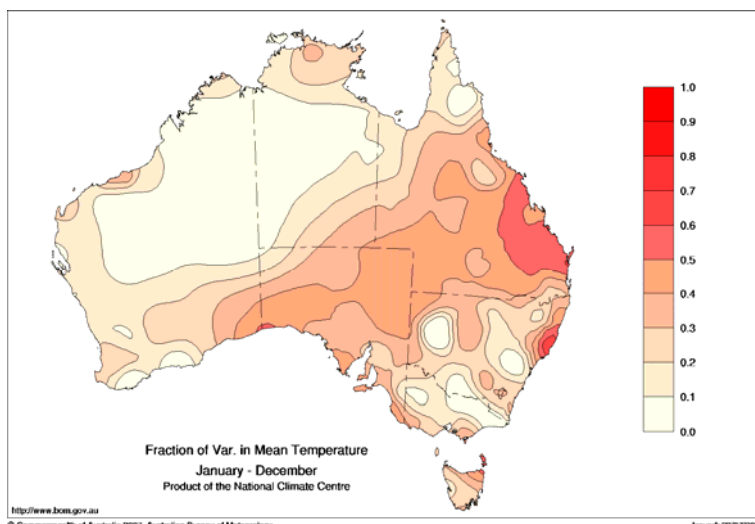 1.0
0.9
0.8
0.7
0.6
0.5
0.4
0.3
0.2
0.1
0.0
Fraction of Var. in Mean Temperature
January - December
Product of the National Climate Centre
http://www.bom.gov.au